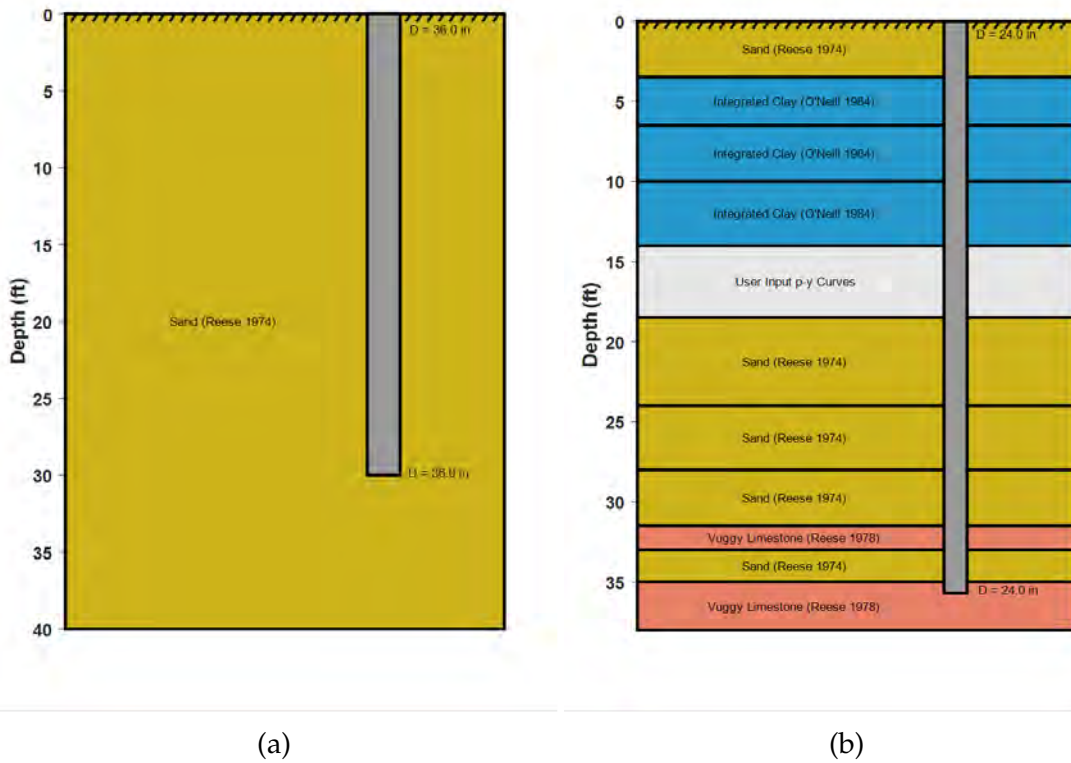 0
5
10
15
20
25
30
35
40
Depth (ft)
D = 36.0 in
Sand (Reese 1974)
D = 36.0 in
(a)
0
5
10
15
20
25
30
35
Depth (ft)
D = 24.0 in
Sand (Reese 1974)
Integrated Clay (O'Neill 1984)
Integrated Clay (O'Neill 1984)
Integrated Clay (O'Neill 1984)
User Input p-y Curves
Sand (Reese 1974)
Sand (Reese 1974)
Sand (Reese 1974)
Vuggy Limestone (Reese 1978)
Sand (Reese 1974)
Vuggy Limestone (Reese 1978)
D = 24.0 in
(b)